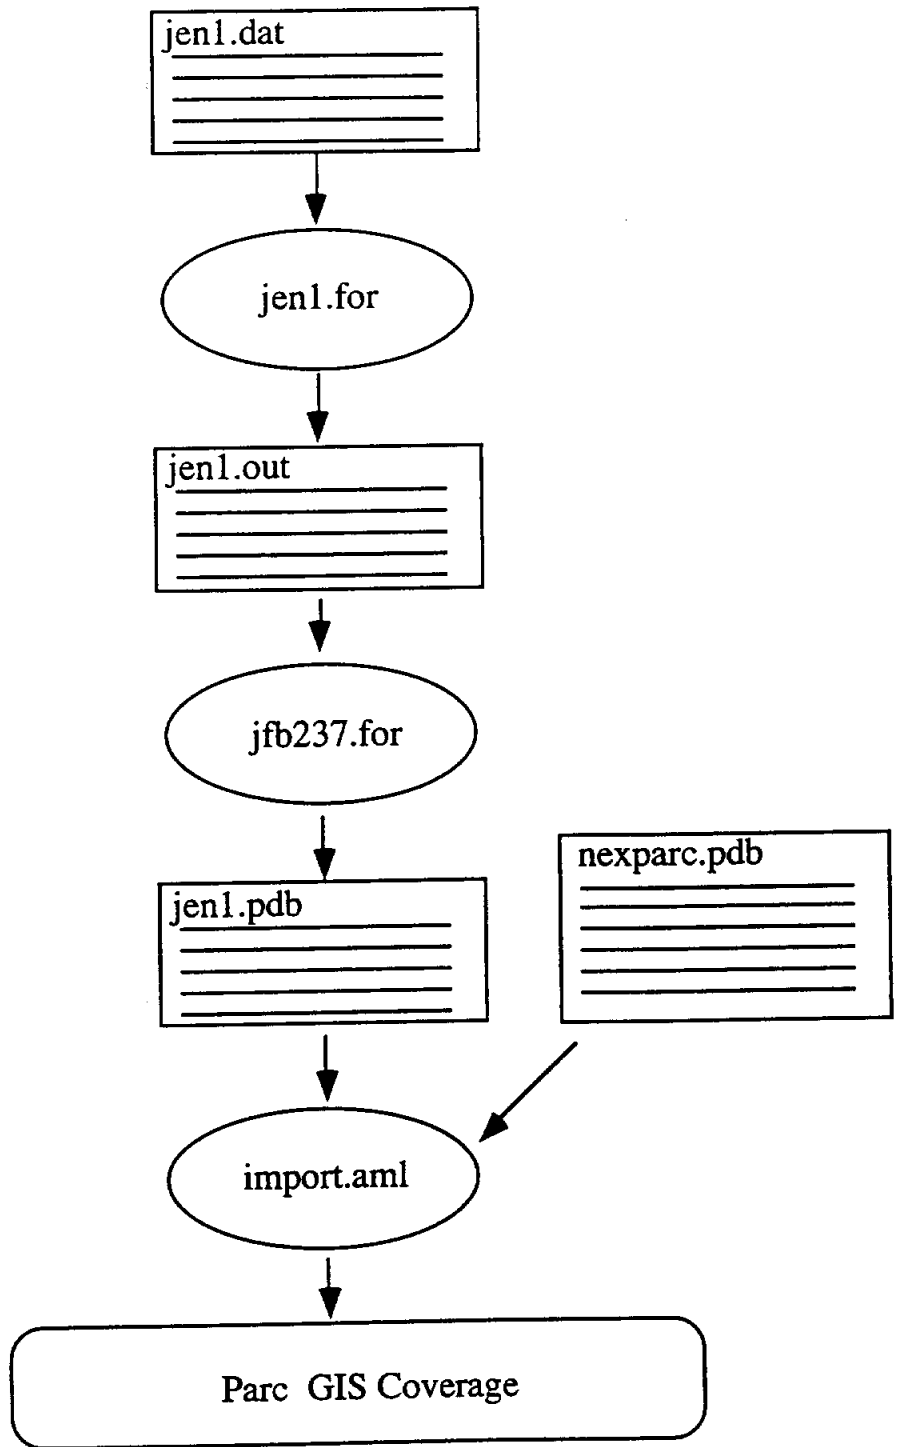 jen1.dat
jen1.for
jen1.out
jfb237.for
jen1.pdb
nexparc.pdb
import.aml
Parc GIS Coverage